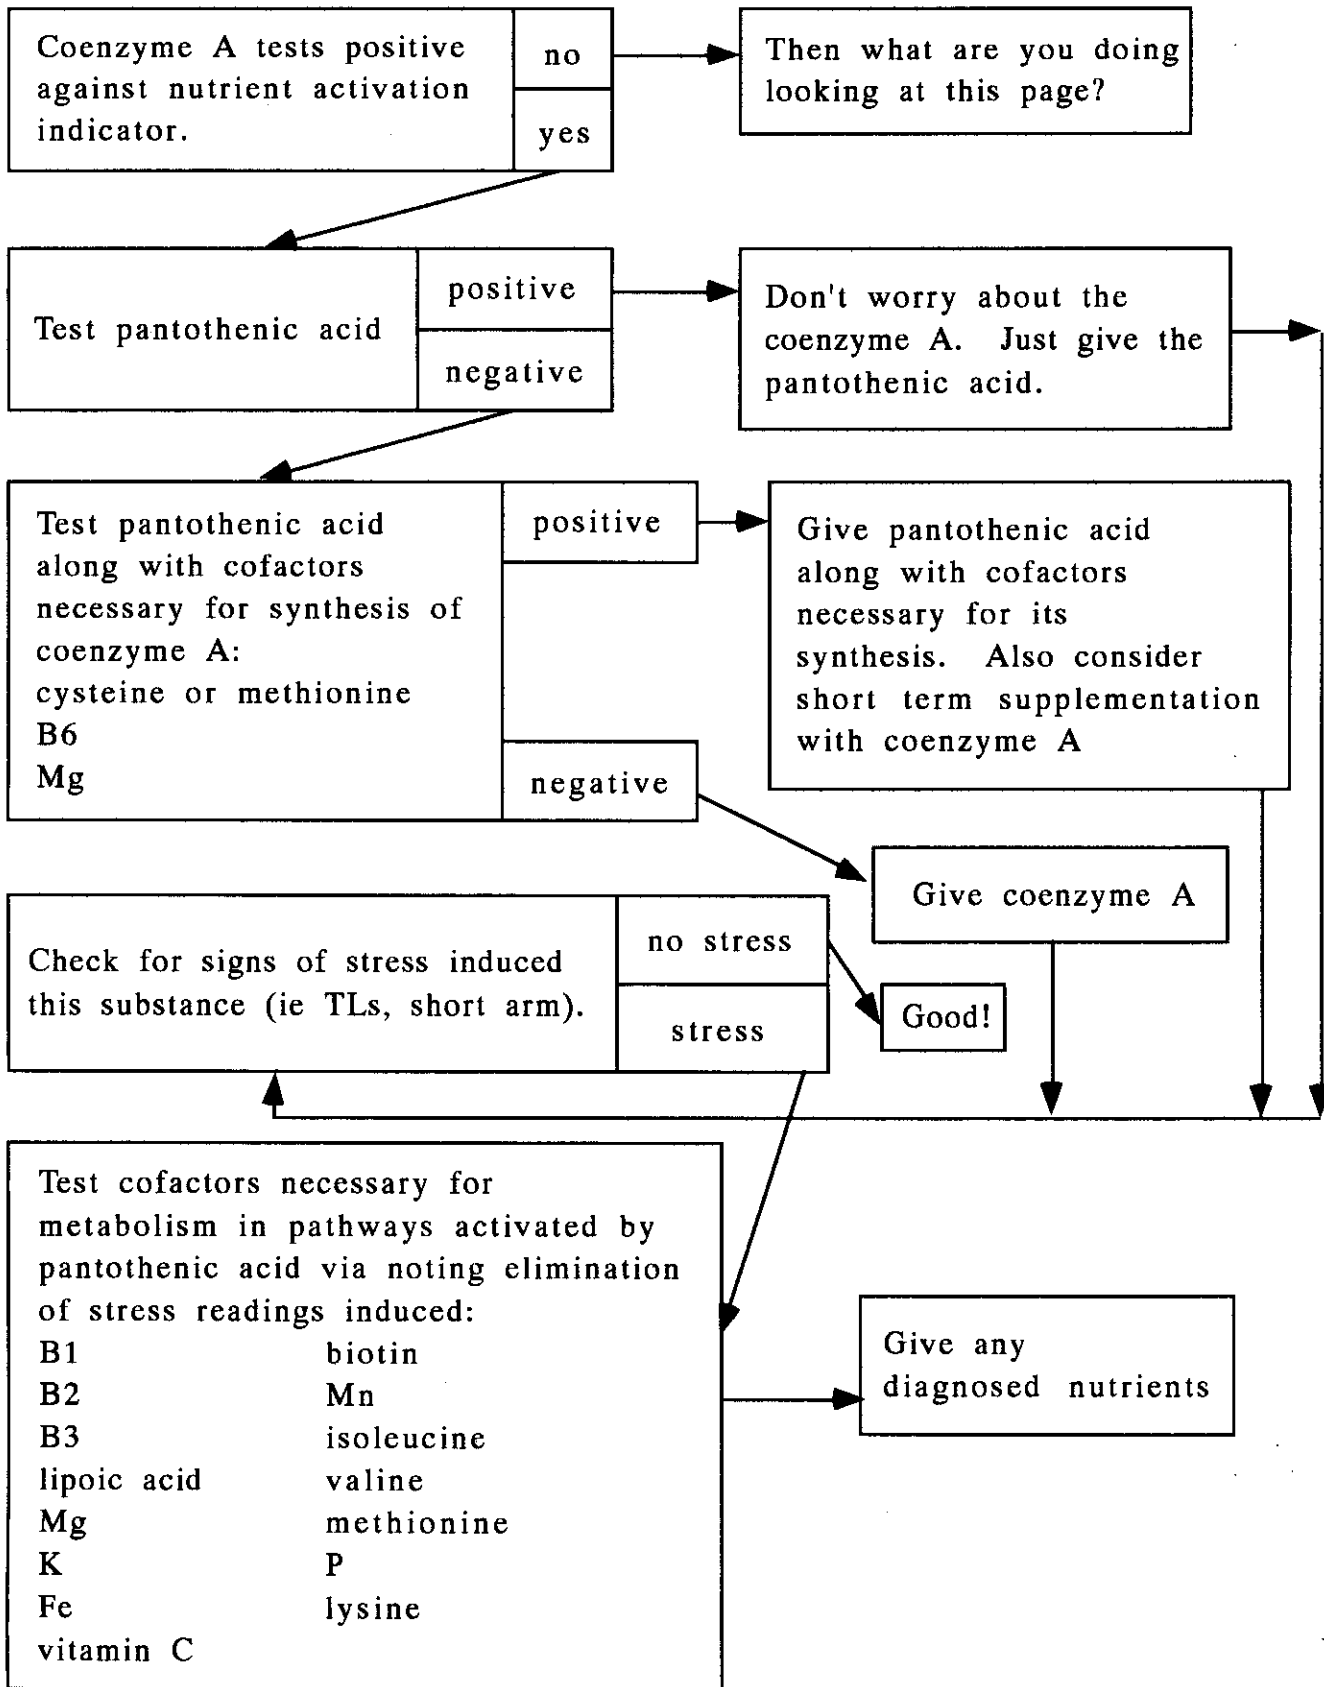 Coenzyme A tests positive
against nutrient activation
indicator.
no
yes
Then what are you doing
looking at this page?
Test pantothenic acid
positive
negative
Don't worry about the
coenzyme A. Just give the
pantothenic acid.
Test pantothenic acid
along with cofactors
necessary for synthesis of
coenzyme A:
cysteine or methionine
B6
Mg
positive
negative
Give pantothenic acid
along with cofactors
necessary for its
synthesis. Also consider
short term supplementation
with coenzyme A
Give coenzyme A
Check for signs of stress induced
this substance (ie TLs, short arm).
no stress
stress
Good!
Test cofactors necessary for
metabolism in pathways activated by
pantothenic acid via noting elimination
of stress readings induced:
B1 biotin
B2 Mn
B3 isoleucine
lipoic acid valine
Mg methionine
K P
Fe lysine
vitamin C
Give any
diagnosed nutrients